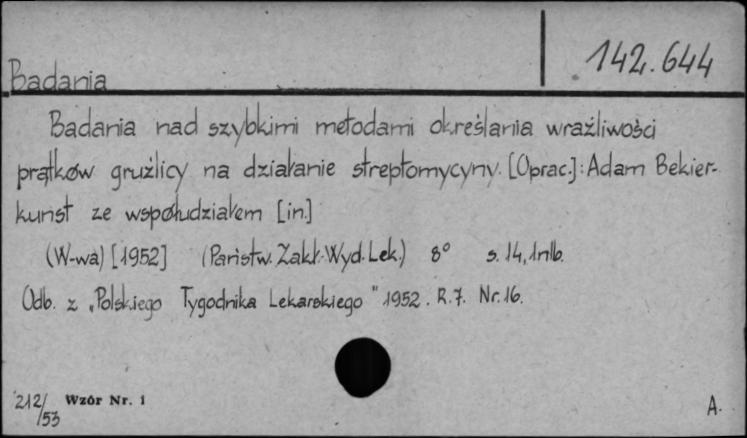 142.644
Badania
Badania nad szybkimi metodami określania wrażliwości
prątków gruźlicy na działanie streptomycyny. [Oprac.]: Adam Bekier-
kunst ze współudziałem [in.]
(W-wa) [1952] (Państw. Zakł. Wyd. Lek.) 8° s. 14, 1nlb.
Odb. z „Polskiego Tygodnika Lekarskiego" 1952. R.7. Nr.16.
212/53 Wzór Nr. 1
A.